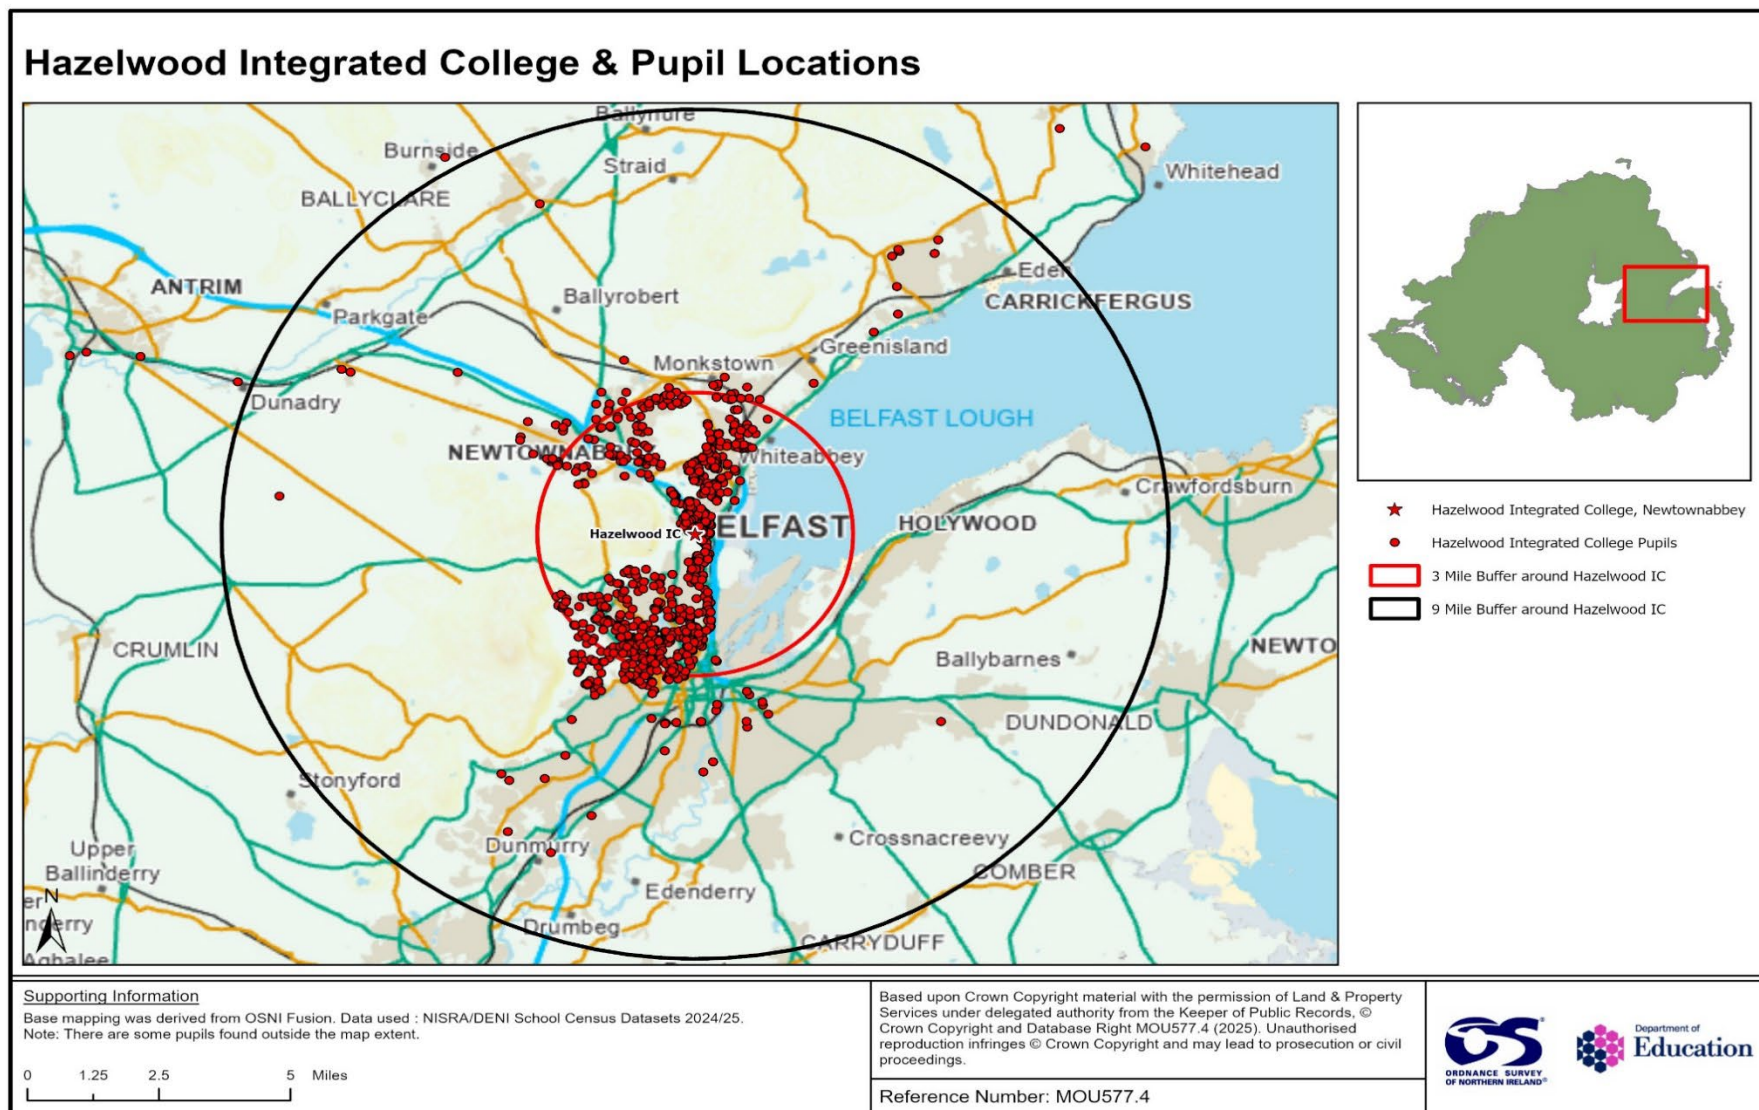 Hazelwood Integrated College & Pupil Locations
Ballynure
Burnside
Straid
Whitehead
BALLYCLARE
Eden
ANTRIM
Ballyrobert
CARRICKFERGUS
Parkgate
Greenisland
Monkstown
Dunadry
BELFAST LOUGH
NEWTOWNABBEY
Whiteabbey
Crawfordsburn
HOLYWOOD
ELFAST
Hazelwood IC
CRUMLIN
Ballybarnes
NEWTO
DUNDONALD
Stonyford
Crossnacreevy
Dunmurry
Upper
Ballinderry
COMBER
Edenderry
N
er
nderry
Drumbeg
CARRYDUFF
Aghalee
Hazelwood Integrated College, Newtownabbey
Hazelwood Integrated College Pupils
3 Mile Buffer around Hazelwood IC
9 Mile Buffer around Hazelwood IC
Supporting Information
Base mapping was derived from OSNI Fusion. Data used : NISRA/DENI School Census Datasets 2024/25.
Note: There are some pupils found outside the map extent.
0 1.25 2.5 5 Miles
Based upon Crown Copyright material with the permission of Land & Property
Services under delegated authority from the Keeper of Public Records, ©
Crown Copyright and Database Right MOU577.4 (2025). Unauthorised
reproduction infringes © Crown Copyright and may lead to prosecution or civil
proceedings.
Reference Number: MOU577.4
OS®
ORDNANCE SURVEY
OF NORTHERN IRELAND®
Department of
Education